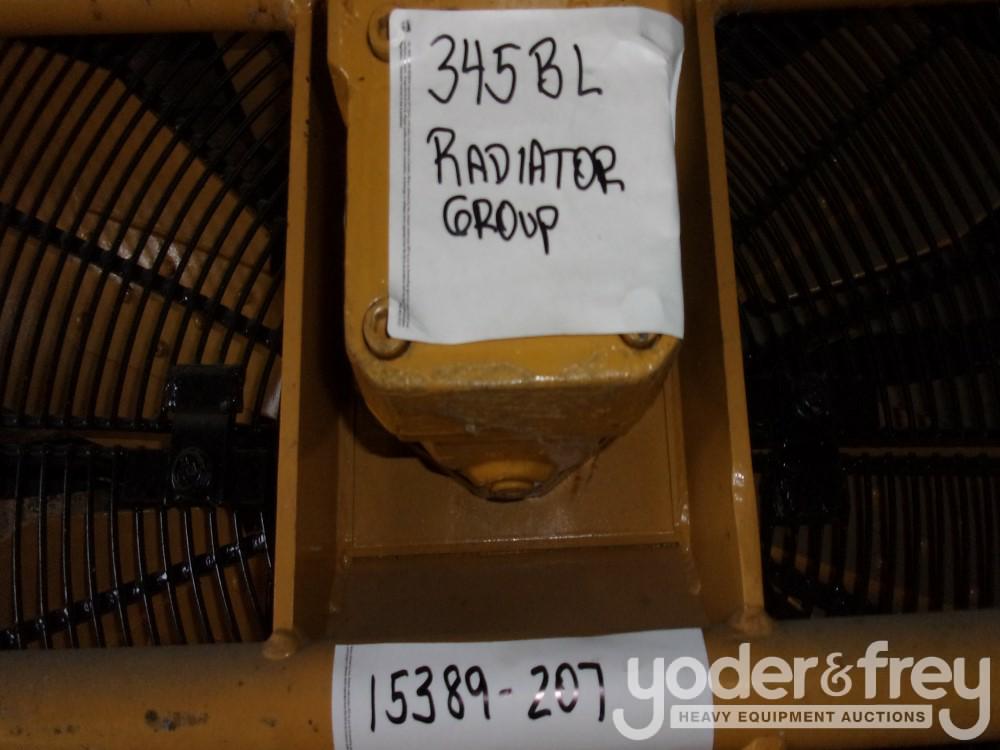 345BL
RADIATOR
GROUP
15389-207
yoder&frey
HEAVY EQUIPMENT AUCTIONS